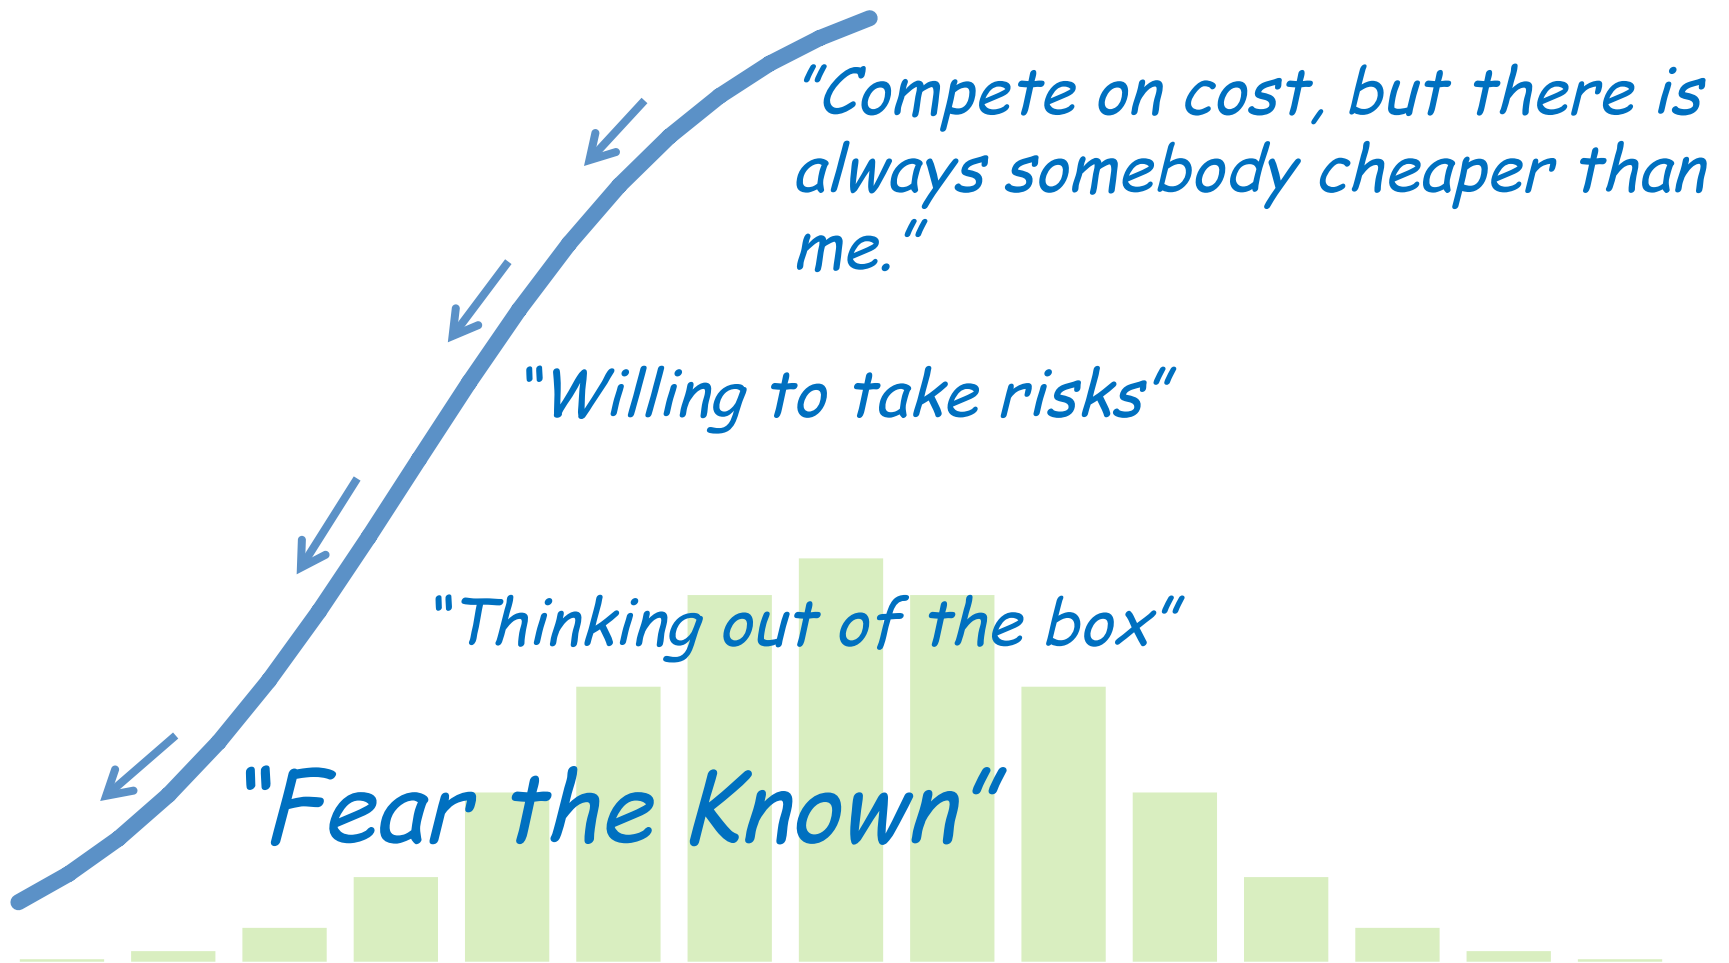 "Compete on cost, but there is
always somebody cheaper than
me."
"Willing to take risks"
"Thinking out of the box"
"Fear the Known"